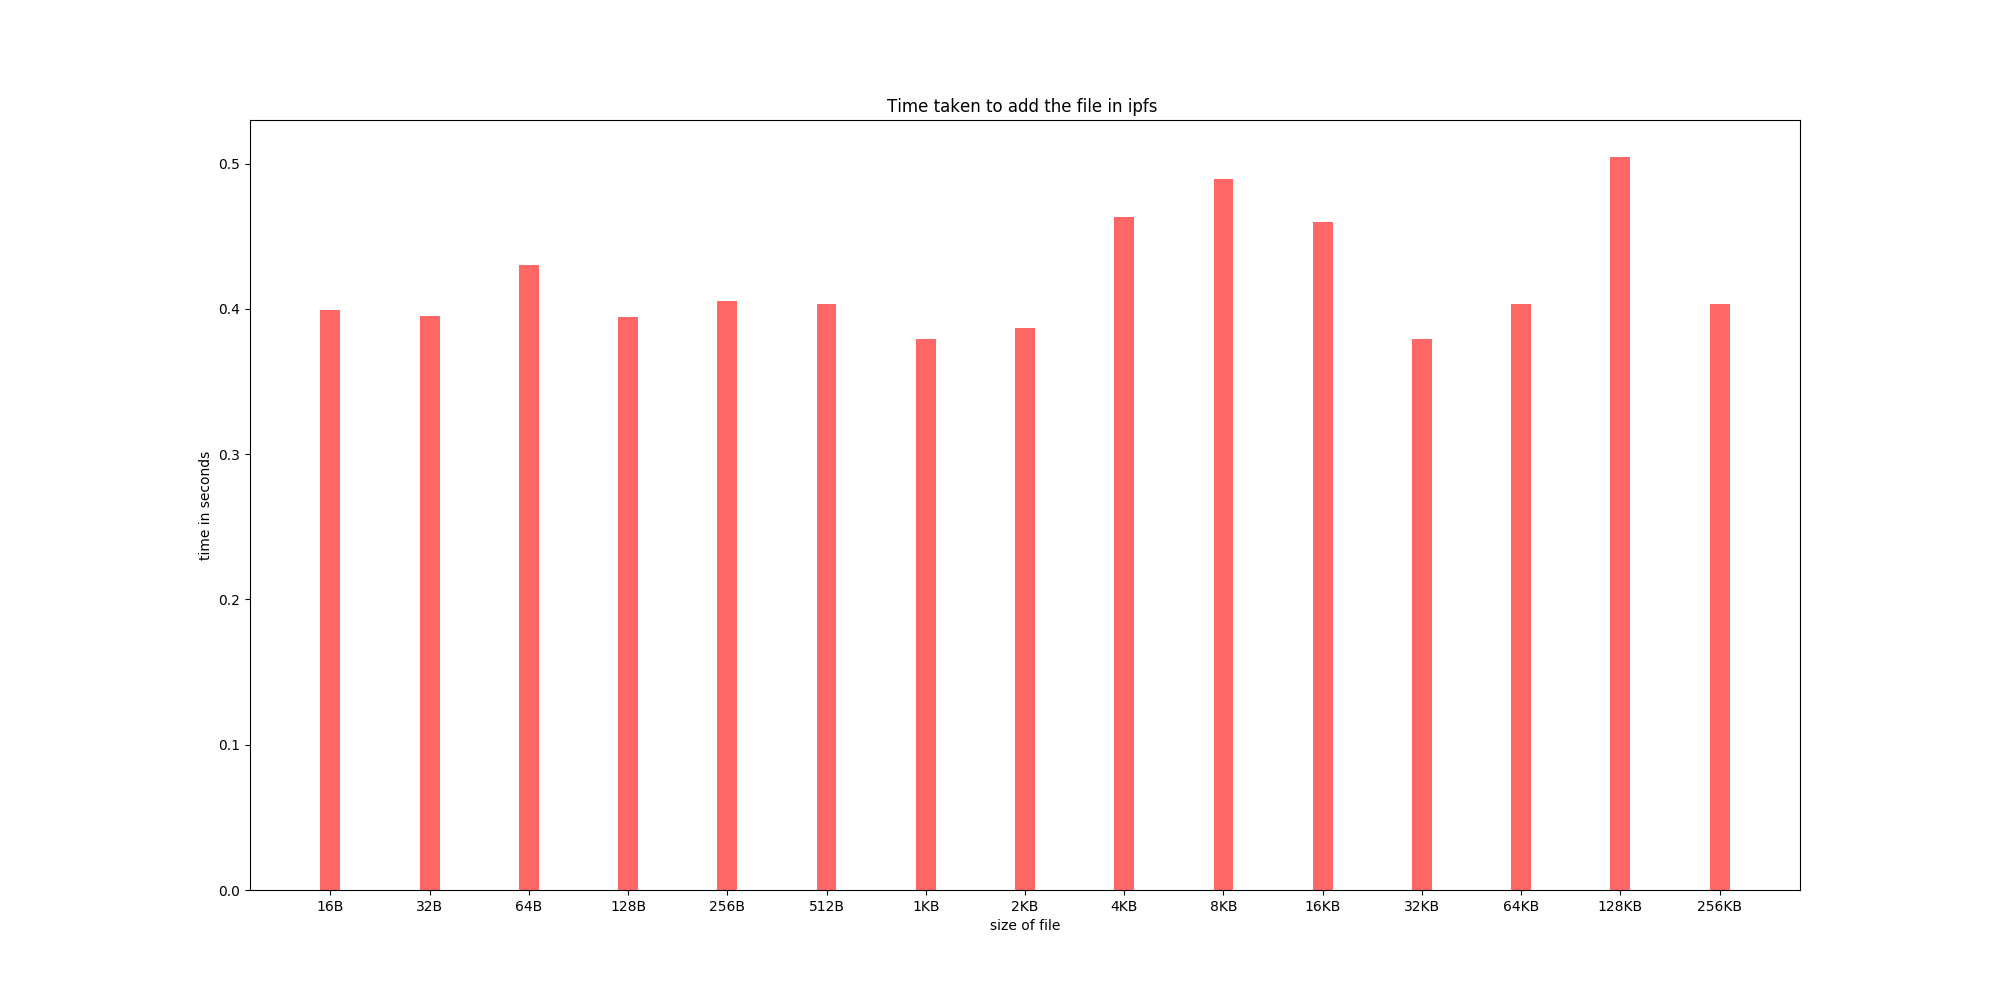 Time taken to add the file in ipfs
time in seconds
0.5
0.4
0.3
0.2
0.1
0.0
16B 32B 64B 128B 256B 512B 1KB 2KB 4KB 8KB 16KB 32KB 64KB 128KB 256KB
size of file